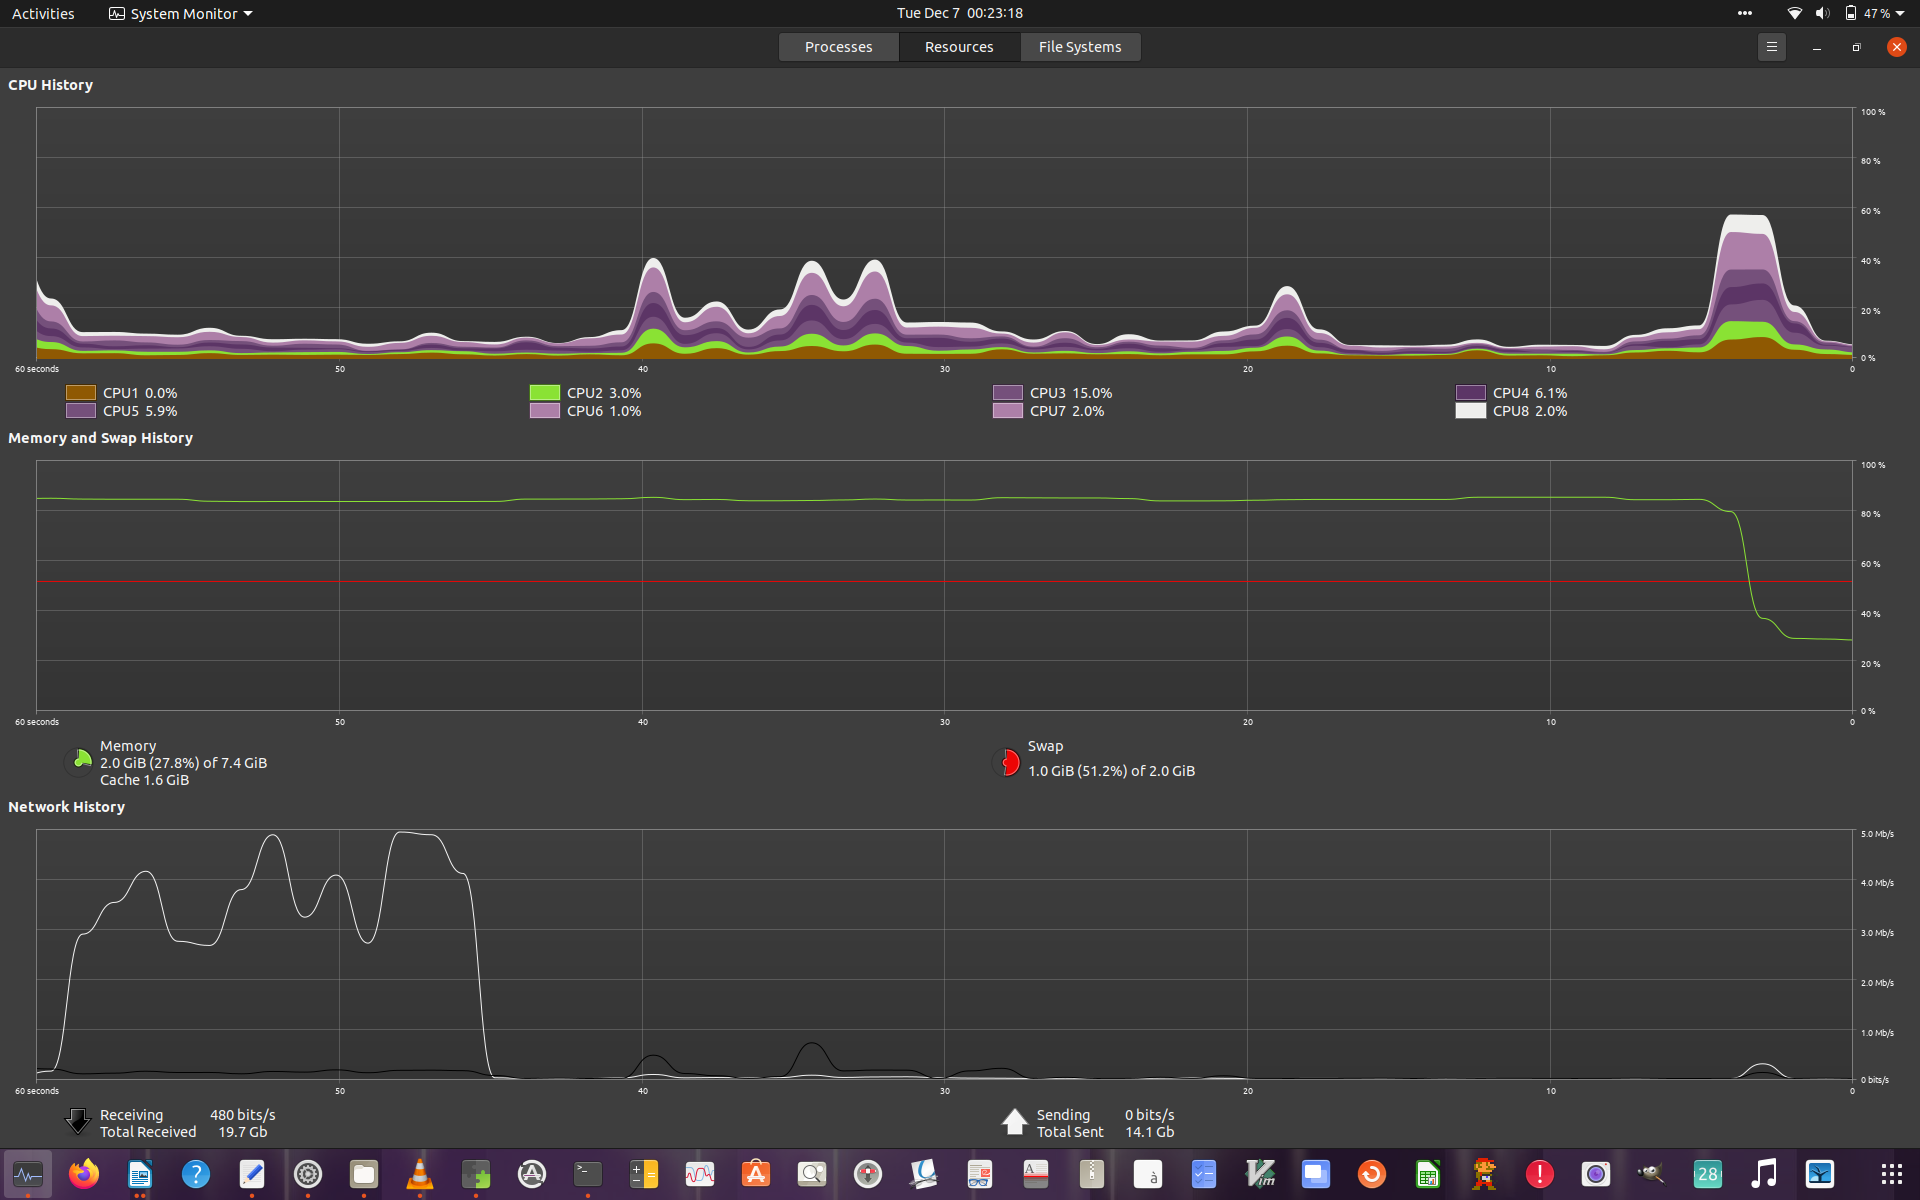 Activities System Monitor Tue Dec 7 00:23:18 47 %
Processes Resources File Systems
CPU History
100 %
80 %
60 %
40 %
20 %
0 %
60 seconds 50 40 30 20 10 0
CPU1 0.0% CPU2 3.0% CPU3 15.0% CPU4 6.1%
CPU5 5.9% CPU6 1.0% CPU7 2.0% CPU8 2.0%
Memory and Swap History
100 %
80 %
60 %
40 %
20 %
0 %
60 seconds 50 40 30 20 10 0
Memory Swap
2.0 GiB (27.8%) of 7.4 GiB 1.0 GiB (51.2%) of 2.0 GiB
Cache 1.6 GiB
Network History
5.0 Mb/s
4.0 Mb/s
3.0 Mb/s
2.0 Mb/s
1.0 Mb/s
0 bits/s
60 seconds 50 40 30 20 10 0
Receiving 480 bits/s Sending 0 bits/s
Total Received 19.7 Gb Total Sent 14.1 Gb
? >_ A à Vim ! 28